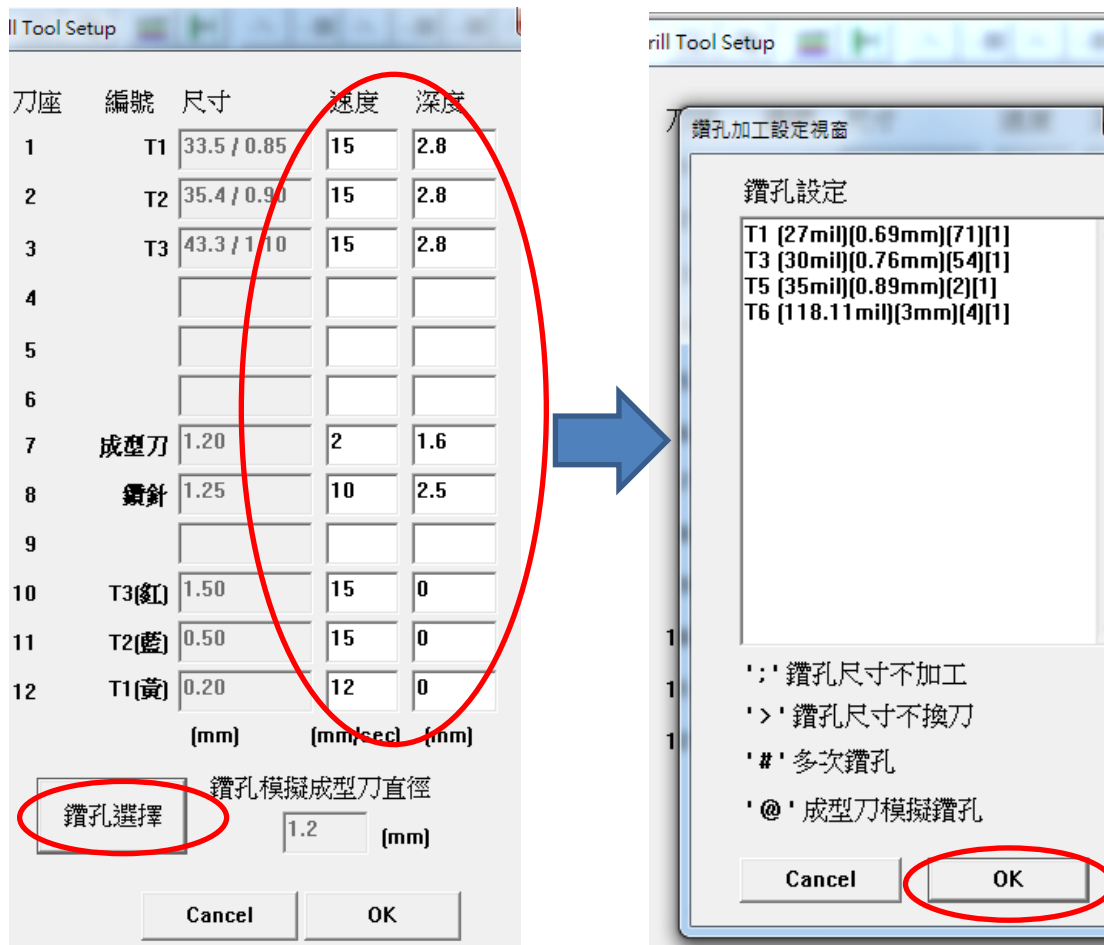 ll Tool Setup
刀座 編號 尺寸 速度 深度
1 T1 33.5 / 0.85 15 2.8
2 T2 35.4 / 0.90 15 2.8
3 T3 43.3 / 1.10 15 2.8
4
5
6
7 成型刀 1.20 2 1.6
8 鑽針 1.25 10 2.5
9
10 T3(紅) 1.50 15 0
11 T2(藍) 0.50 15 0
12 T1(黃) 0.20 12 0
(mm) (mm/sec) (mm)
鑽孔選擇
鑽孔模擬成型刀直徑
1.2 (mm)
Cancel OK
rill Tool Setup
鑽孔加工設定視窗
鑽孔設定
T1 (27mil)(0.69mm)(71)[1]
T3 (30mil)(0.76mm)(54)[1]
T5 (35mil)(0.89mm)(2)[1]
T6 (118.11mil)(3mm)(4)[1]
';' 鑽孔尺寸不加工
'>' 鑽孔尺寸不換刀
'#' 多次鑽孔
'@' 成型刀模擬鑽孔
Cancel OK